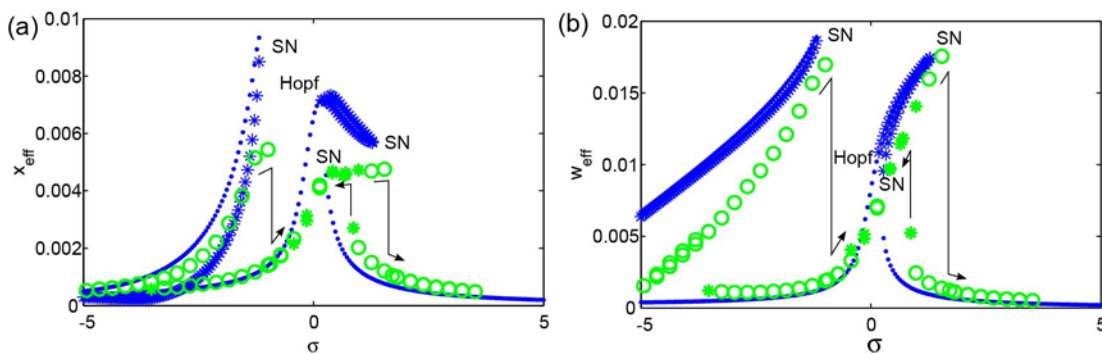 (a)
0.01
0.008
0.006
0.004
0.002
0
x_eff
SN
Hopf
SN
SN
-5
0
5
σ
(b)
0.02
0.015
0.01
0.005
0
w_eff
SN
SN
Hopf
SN
-5
0
5
σ